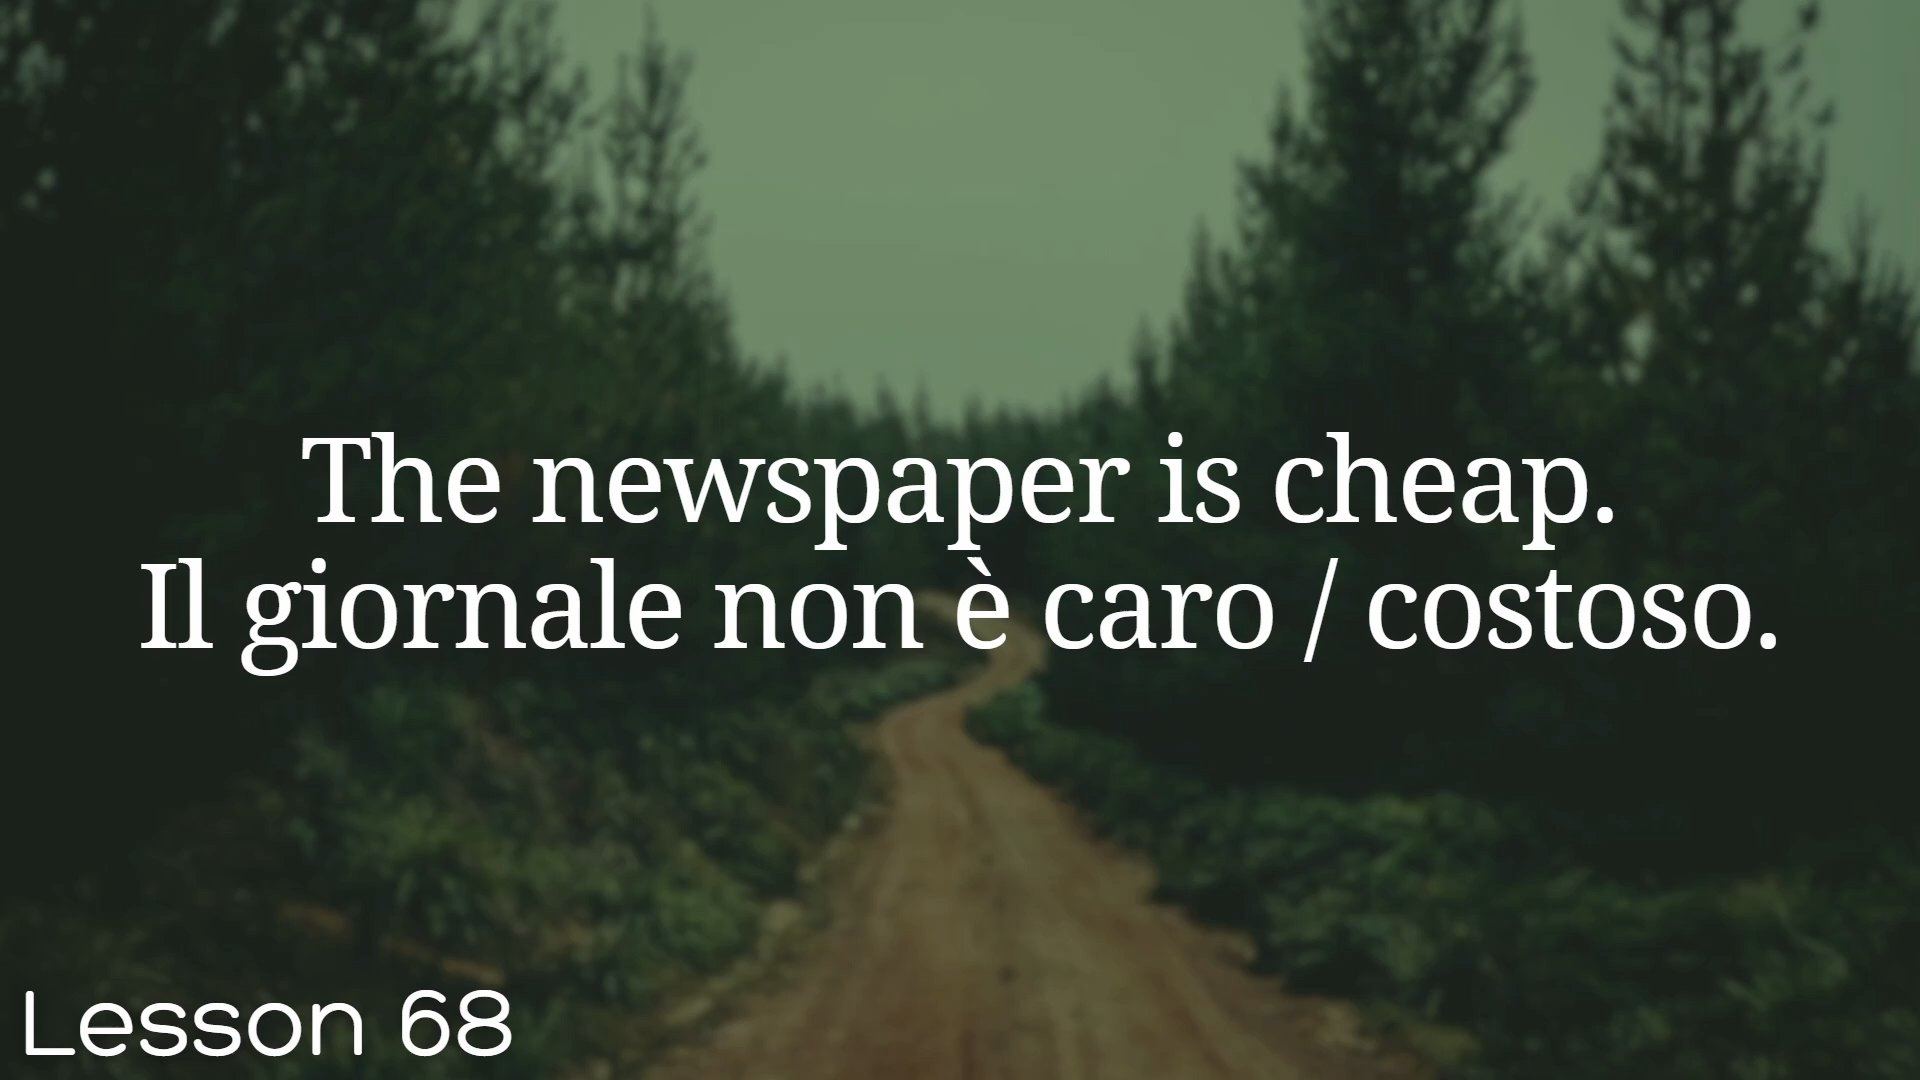 The newspaper is cheap.
Il giornale non è caro / costoso.
Lesson 68